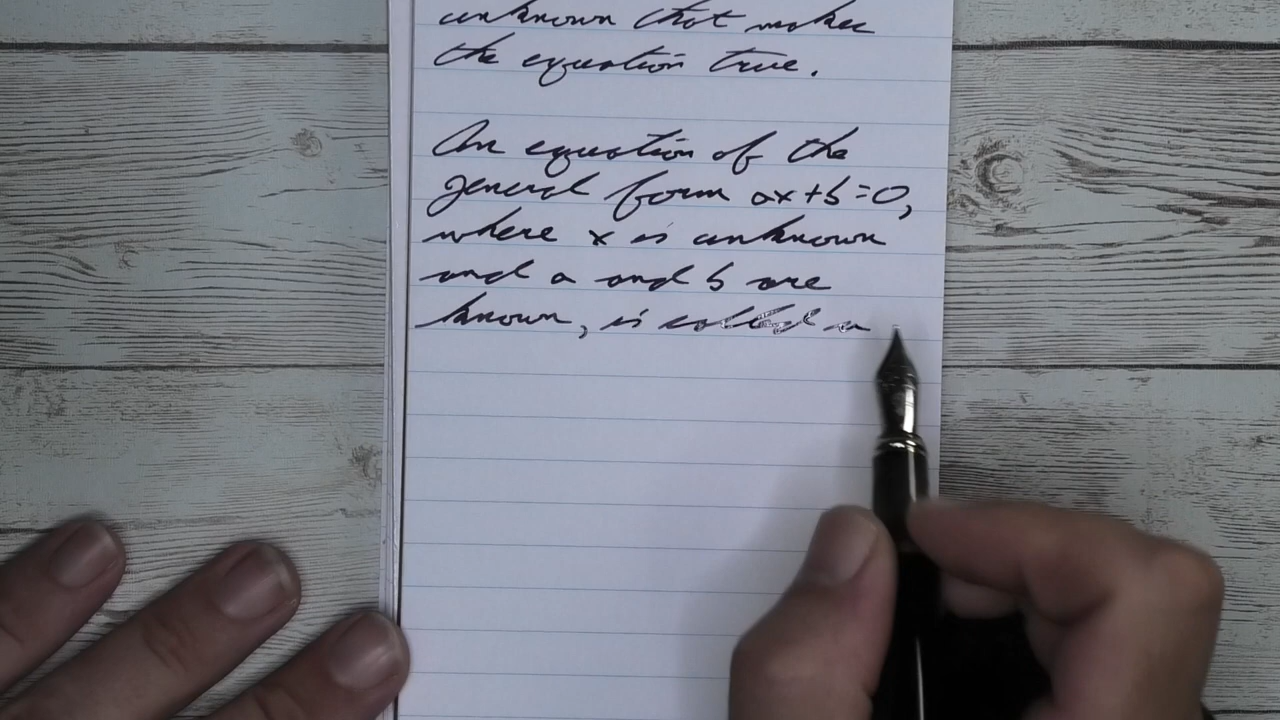 unknown that makes
the equation true.
An equation of the
general form ax+b=0,
where x is unknown
and a and b are
known, is called a